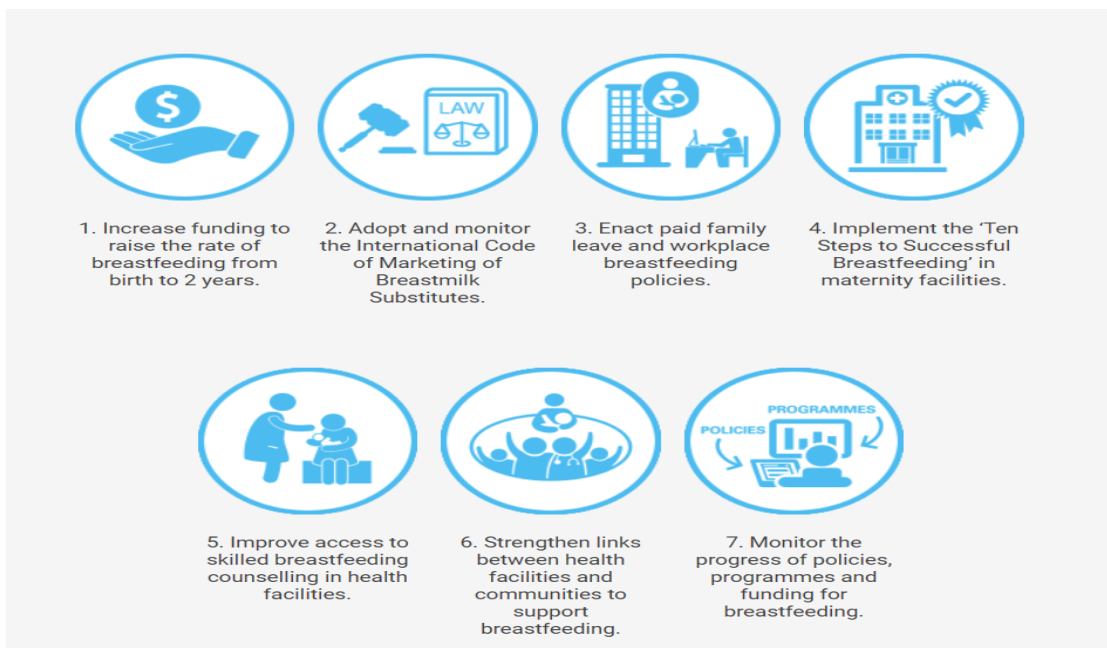 $
LAW
1. Increase funding to
raise the rate of
breastfeeding from
birth to 2 years.
2. Adopt and monitor
the International Code
of Marketing of
Breastmilk
Substitutes.
3. Enact paid family
leave and workplace
breastfeeding
policies.
4. Implement the ‘Ten
Steps to Successful
Breastfeeding’ in
maternity facilities.
PROGRAMMES
POLICIES
5. Improve access to
skilled breastfeeding
counselling in health
facilities.
6. Strengthen links
between health
facilities and
communities to
support
breastfeeding.
7. Monitor the
progress of policies,
programmes and
funding for
breastfeeding.